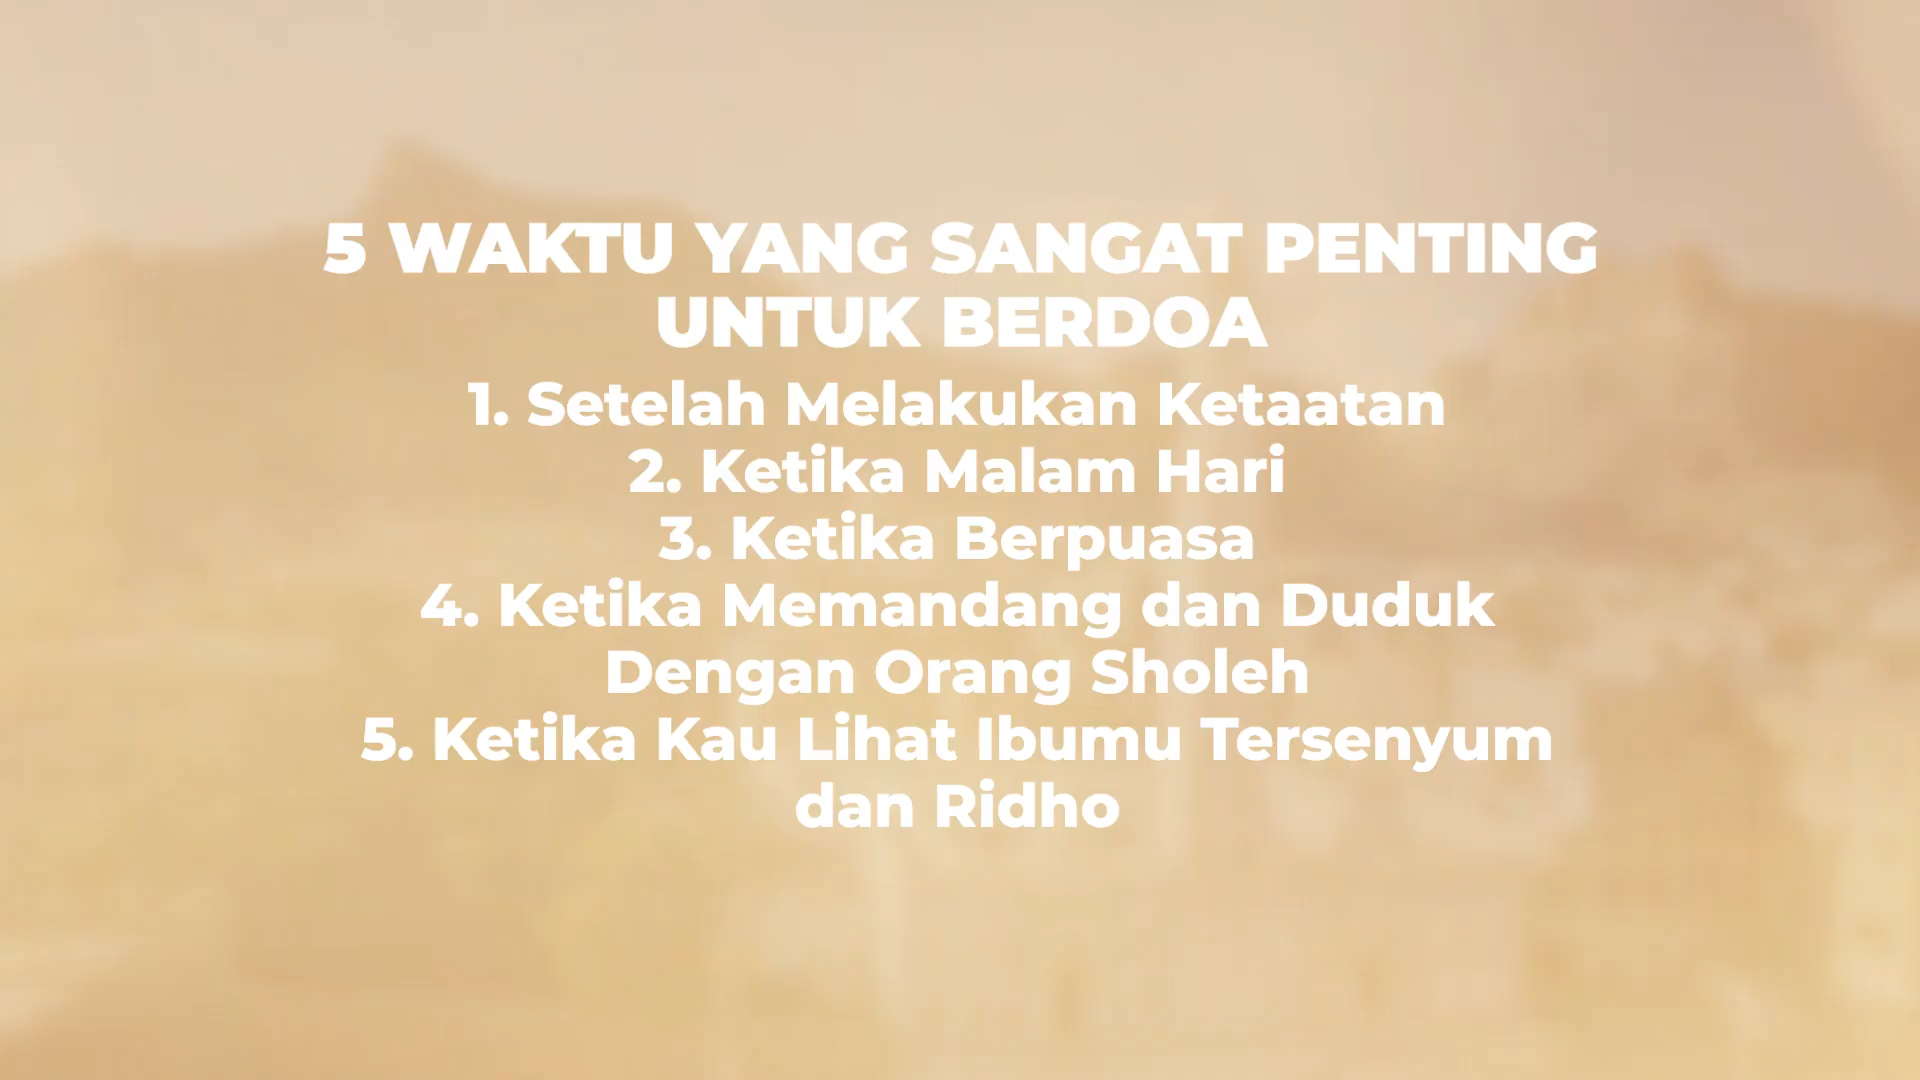 5 WAKTU YANG SANGAT PENTING
UNTUK BERDOA
1. Setelah Melakukan Ketaatan
2. Ketika Malam Hari
3. Ketika Berpuasa
4. Ketika Memandang dan Duduk
Dengan Orang Sholeh
5. Ketika Kau Lihat Ibumu Tersenyum
dan Ridho